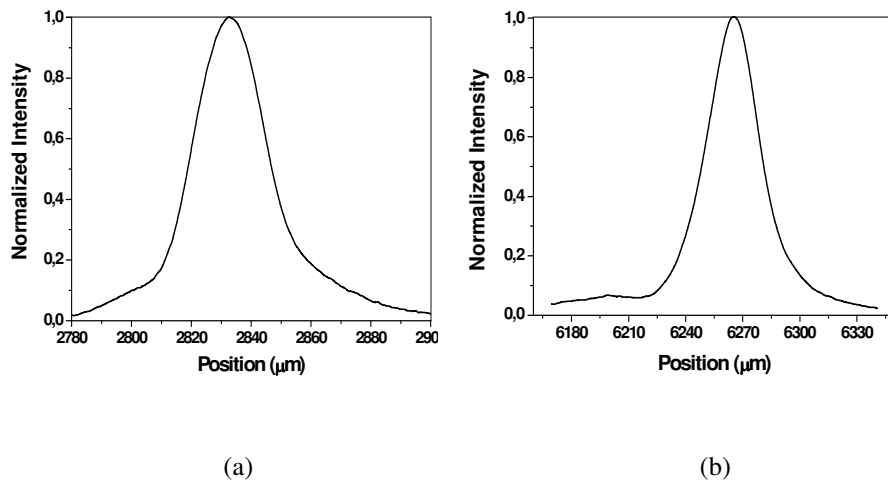 1,0
0,8
0,6
0,4
0,2
0,0
Normalized Intensity
2780 2800 2820 2840 2860 2880 290
Position (μm)
(a)
1,0
0,8
0,6
0,4
0,2
0,0
Normalized Intensity
6180 6210 6240 6270 6300 6330
Position (μm)
(b)